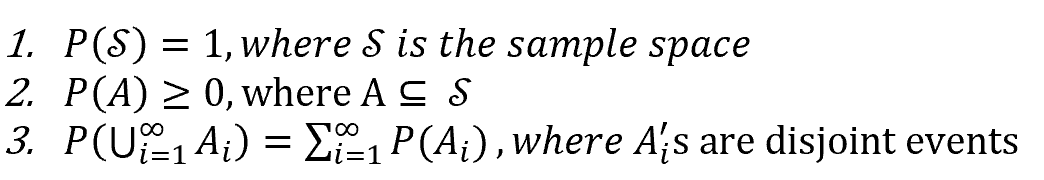 1. P(𝒮) = 1, where 𝒮 is the sample space
2. P(A) ≥ 0, where A ⊆ 𝒮
3. P(⋃_{i=1}^{∞} A_i) = ∑_{i=1}^{∞} P(A_i), where A_i's are disjoint events